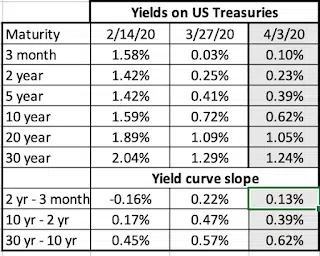 Yields on US Treasuries
Maturity 2/14/20 3/27/20 4/3/20
3 month 1.58% 0.03% 0.10%
2 year 1.42% 0.25% 0.23%
5 year 1.42% 0.41% 0.39%
10 year 1.59% 0.72% 0.62%
20 year 1.89% 1.09% 1.05%
30 year 2.04% 1.29% 1.24%
Yield curve slope
2 yr - 3 month -0.16% 0.22% 0.13%
10 yr - 2 yr 0.17% 0.47% 0.39%
30 yr - 10 yr 0.45% 0.57% 0.62%